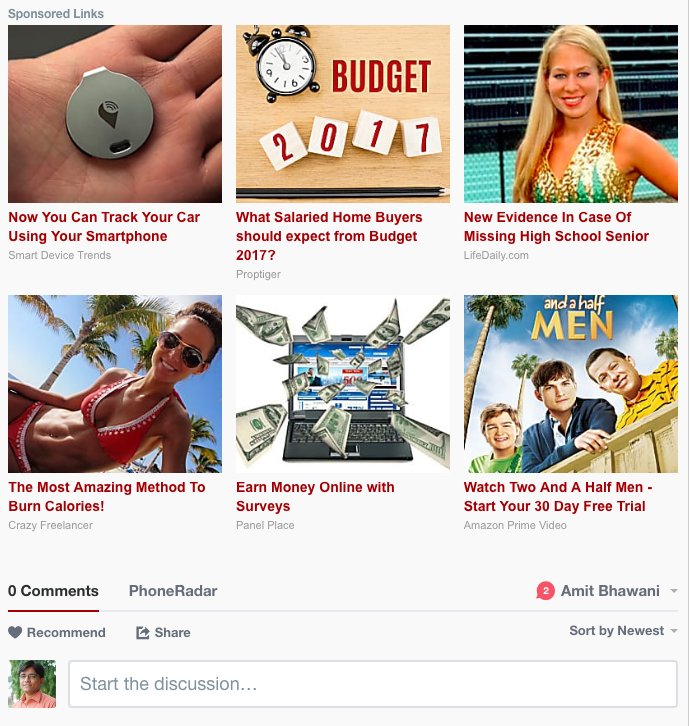 Sponsored Links
BUDGET
2 0 1 7
and a half
MEN
Now You Can Track Your Car
Using Your Smartphone
Smart Device Trends
What Salaried Home Buyers
should expect from Budget
2017?
Proptiger
New Evidence In Case Of
Missing High School Senior
LifeDaily.com
The Most Amazing Method To
Burn Calories!
Crazy Freelancer
Earn Money Online with
Surveys
Panel Place
Watch Two And A Half Men -
Start Your 30 Day Free Trial
Amazon Prime Video
0 Comments
PhoneRadar
2
Amit Bhawani
Recommend
Share
Sort by Newest
Start the discussion…